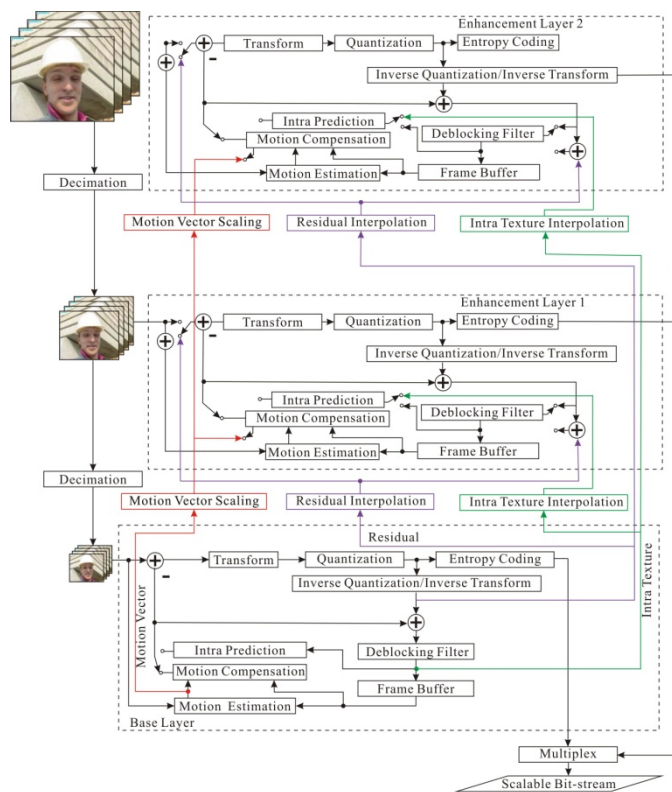 Enhancement Layer 2
Transform
Quantization
Entropy Coding
Inverse Quantization/Inverse Transform
Intra Prediction
Motion Compensation
Deblocking Filter
Motion Estimation
Frame Buffer
Decimation
Motion Vector Scaling
Residual Interpolation
Intra Texture Interpolation
Enhancement Layer 1
Transform
Quantization
Entropy Coding
Inverse Quantization/Inverse Transform
Intra Prediction
Motion Compensation
Deblocking Filter
Motion Estimation
Frame Buffer
Decimation
Motion Vector Scaling
Residual Interpolation
Intra Texture Interpolation
Residual
Transform
Quantization
Entropy Coding
Inverse Quantization/Inverse Transform
Motion Vector
Intra Texture
Intra Prediction
Deblocking Filter
Motion Compensation
Frame Buffer
Motion Estimation
Base Layer
Multiplex
Scalable Bit-stream